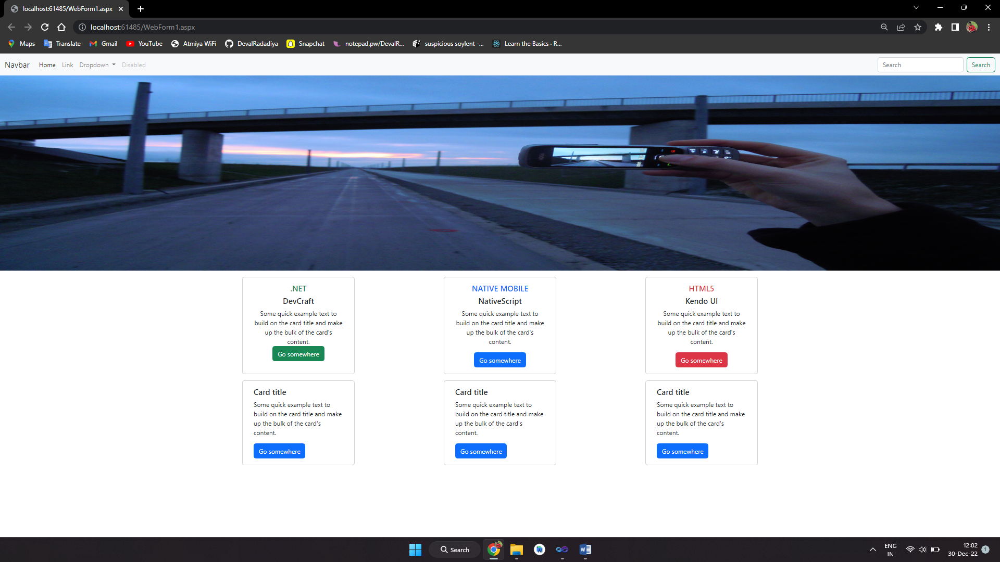 localhost:61485/WebForm1.aspx
localhost:61485/WebForm1.aspx
Maps Translate Gmail YouTube Atmiya WiFi DevalRadadiya Snapchat notepad.pw/DevalR... suspicious soylent -... Learn the Basics · R...
Navbar Home Link Dropdown Disabled Search Search
.NET
DevCraft
Some quick example text to
build on the card title and make
up the bulk of the card's
content.
Go somewhere
NATIVE MOBILE
NativeScript
Some quick example text to
build on the card title and make
up the bulk of the card's
content.
Go somewhere
HTML5
Kendo UI
Some quick example text to
build on the card title and make
up the bulk of the card's
content.
Go somewhere
Card title
Some quick example text to
build on the card title and make
up the bulk of the card's
content.
Go somewhere
Card title
Some quick example text to
build on the card title and make
up the bulk of the card's
content.
Go somewhere
Card title
Some quick example text to
build on the card title and make
up the bulk of the card's
content.
Go somewhere
Search
ENG
IN
12:02
30-Dec-22
1